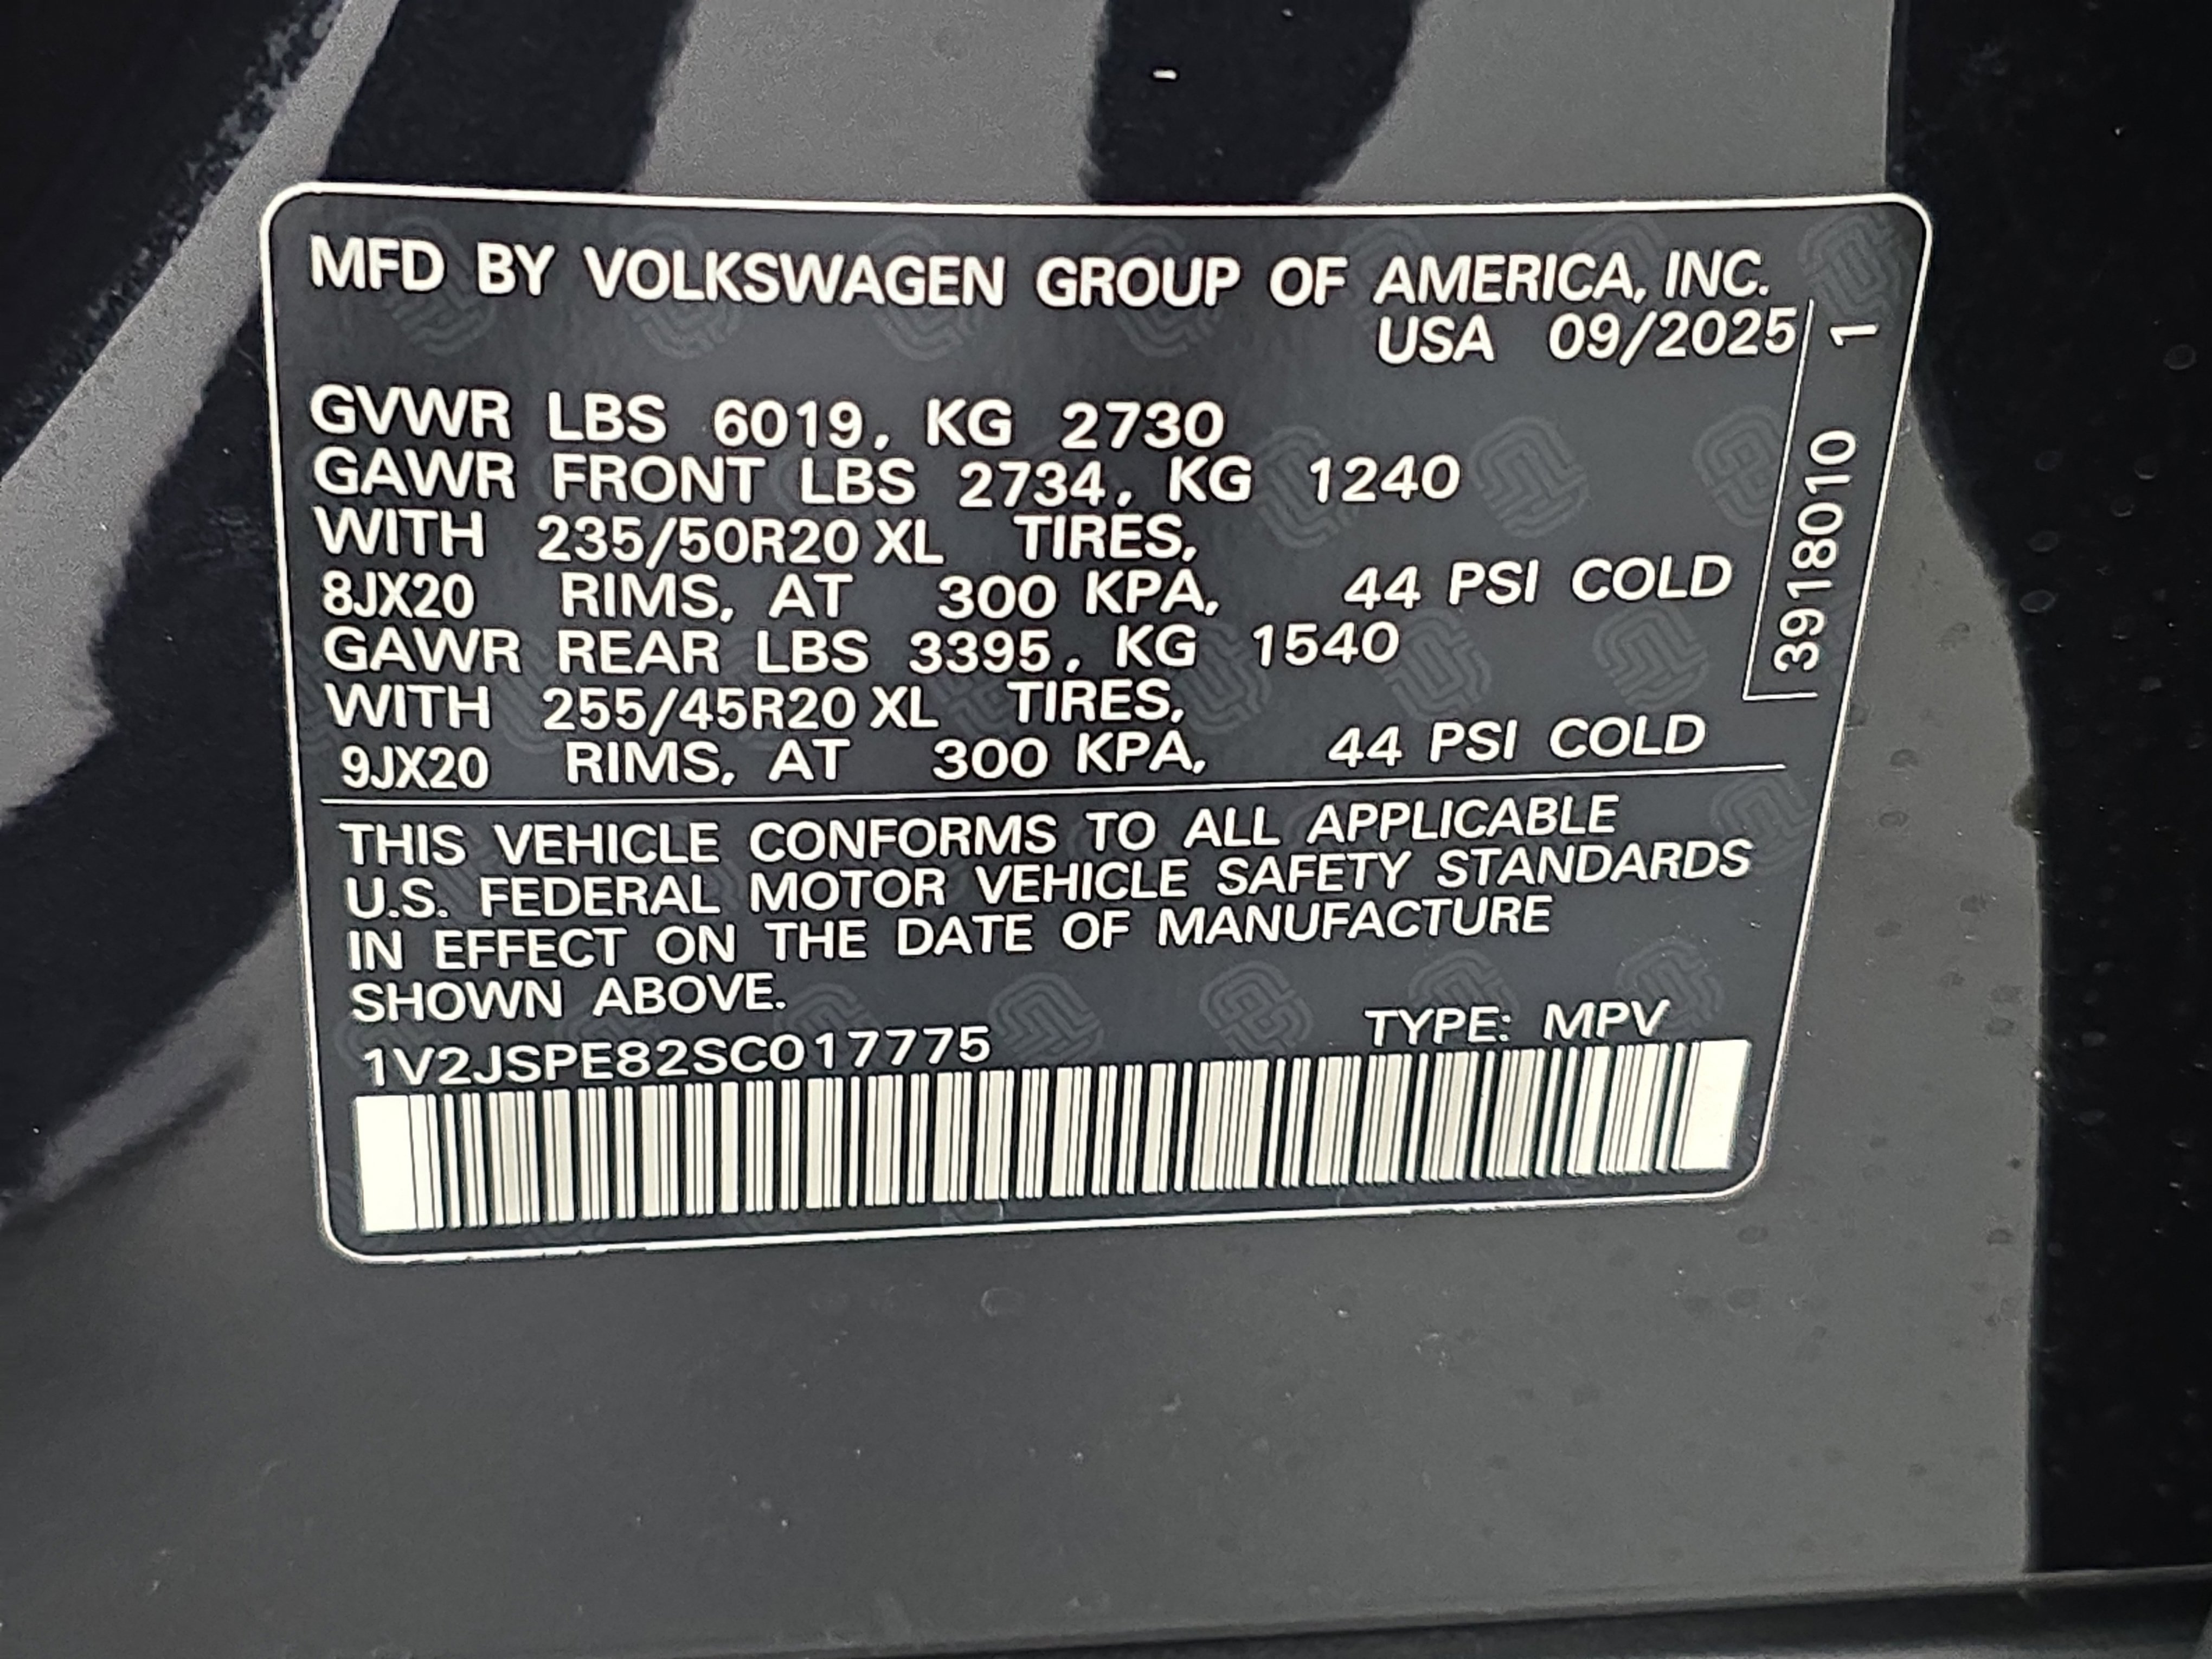 MFD BY VOLKSWAGEN GROUP OF AMERICA, INC.
USA 09/2025
GVWR LBS 6019, KG 2730
GAWR FRONT LBS 2734, KG 1240
WITH 235/50R20 XL TIRES,
8JX20 RIMS, AT 300 KPA, 44 PSI COLD
GAWR REAR LBS 3395, KG 1540
WITH 255/45R20 XL TIRES,
9JX20 RIMS, AT 300 KPA, 44 PSI COLD
3918010 1
THIS VEHICLE CONFORMS TO ALL APPLICABLE
U.S. FEDERAL MOTOR VEHICLE SAFETY STANDARDS
IN EFFECT ON THE DATE OF MANUFACTURE
SHOWN ABOVE.
1V2JSPE82SC017775 TYPE: MPV